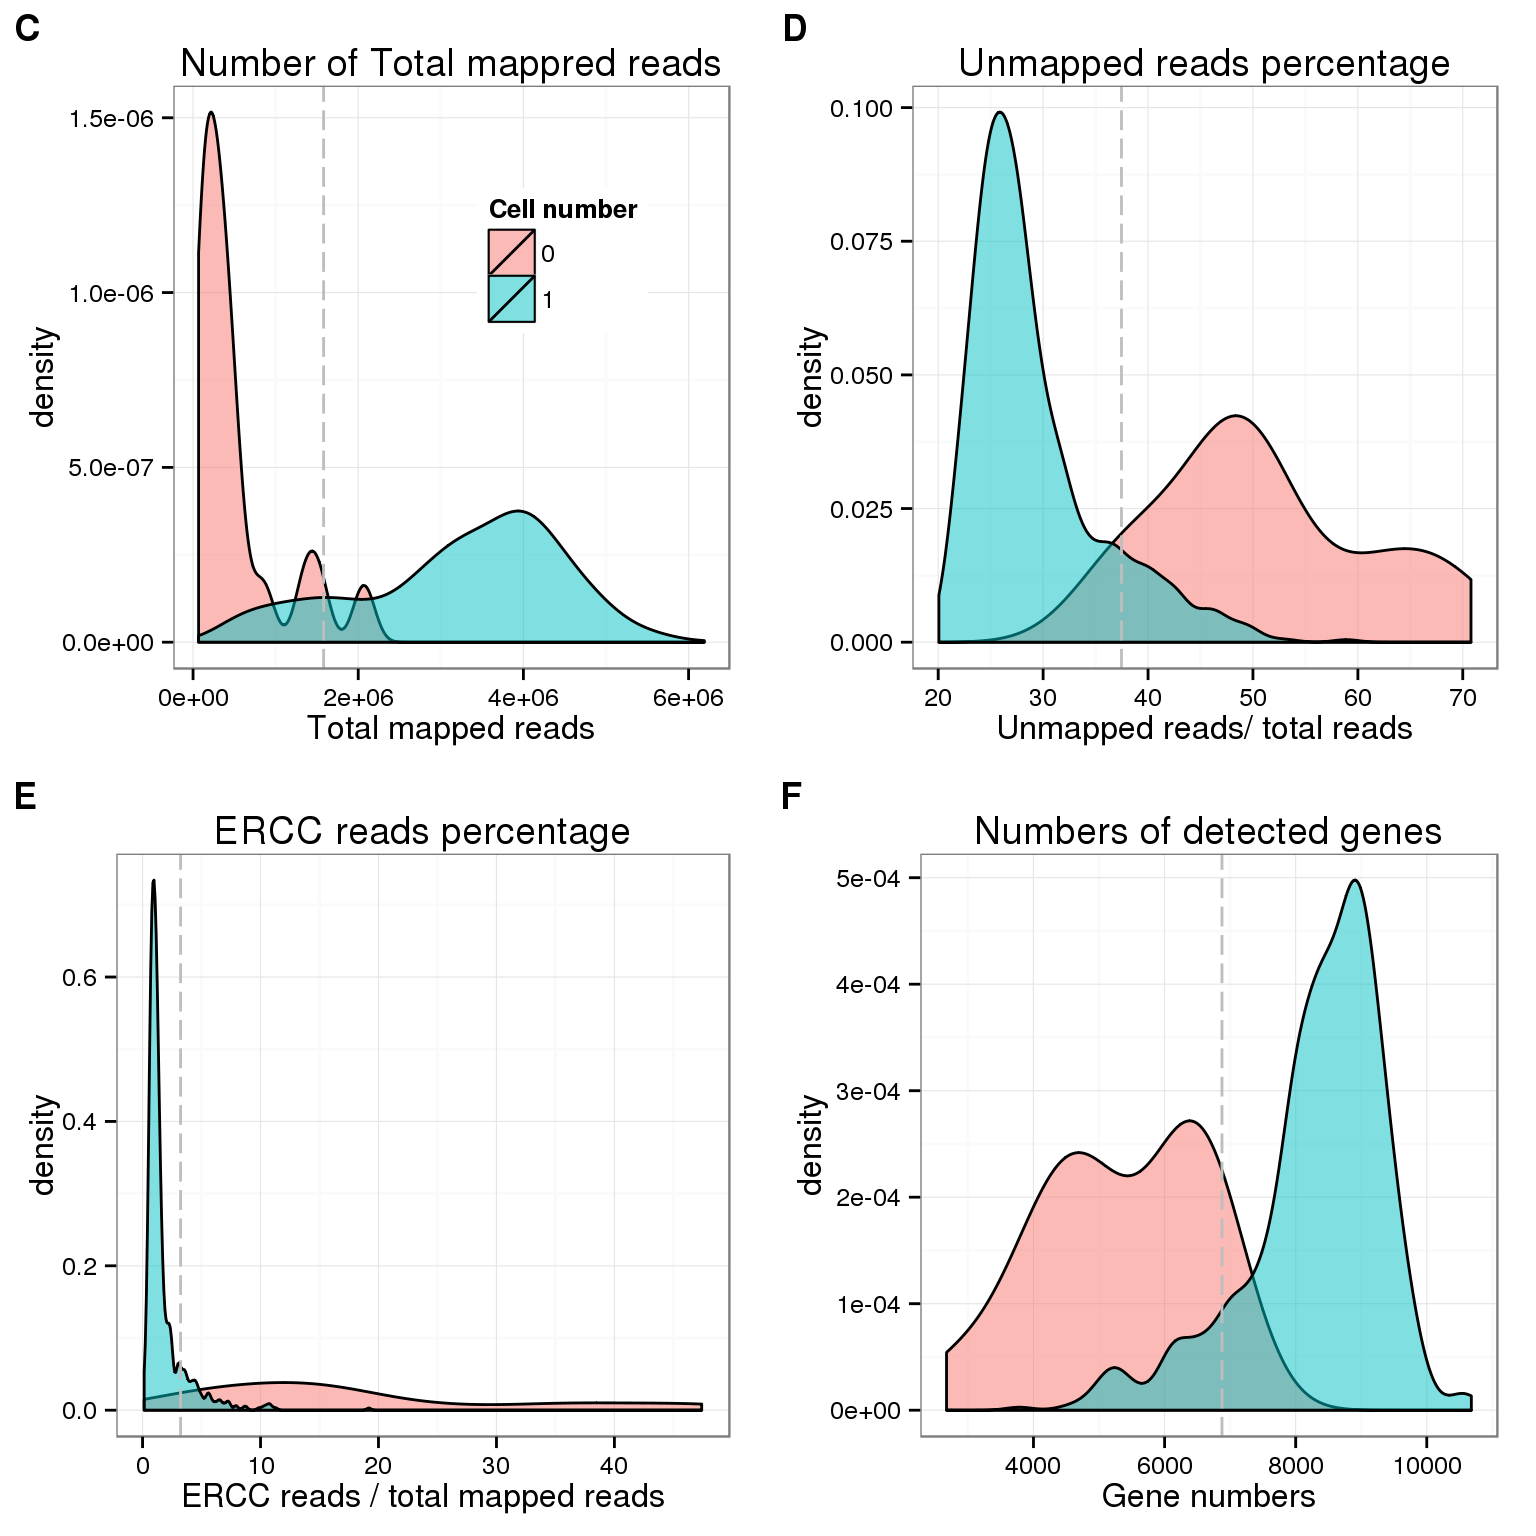 C
Number of Total mappred reads
1.5e-06
1.0e-06
5.0e-07
0.0e+00
density
Cell number
0
1
0e+00 2e+06 4e+06 6e+06
Total mapped reads
D
Unmapped reads percentage
0.100
0.075
0.050
0.025
0.000
density
20 30 40 50 60 70
Unmapped reads/ total reads
E
ERCC reads percentage
0.6
0.4
0.2
0.0
density
0 10 20 30 40
ERCC reads / total mapped reads
F
Numbers of detected genes
5e-04
4e-04
3e-04
2e-04
1e-04
0e+00
density
4000 6000 8000 10000
Gene numbers